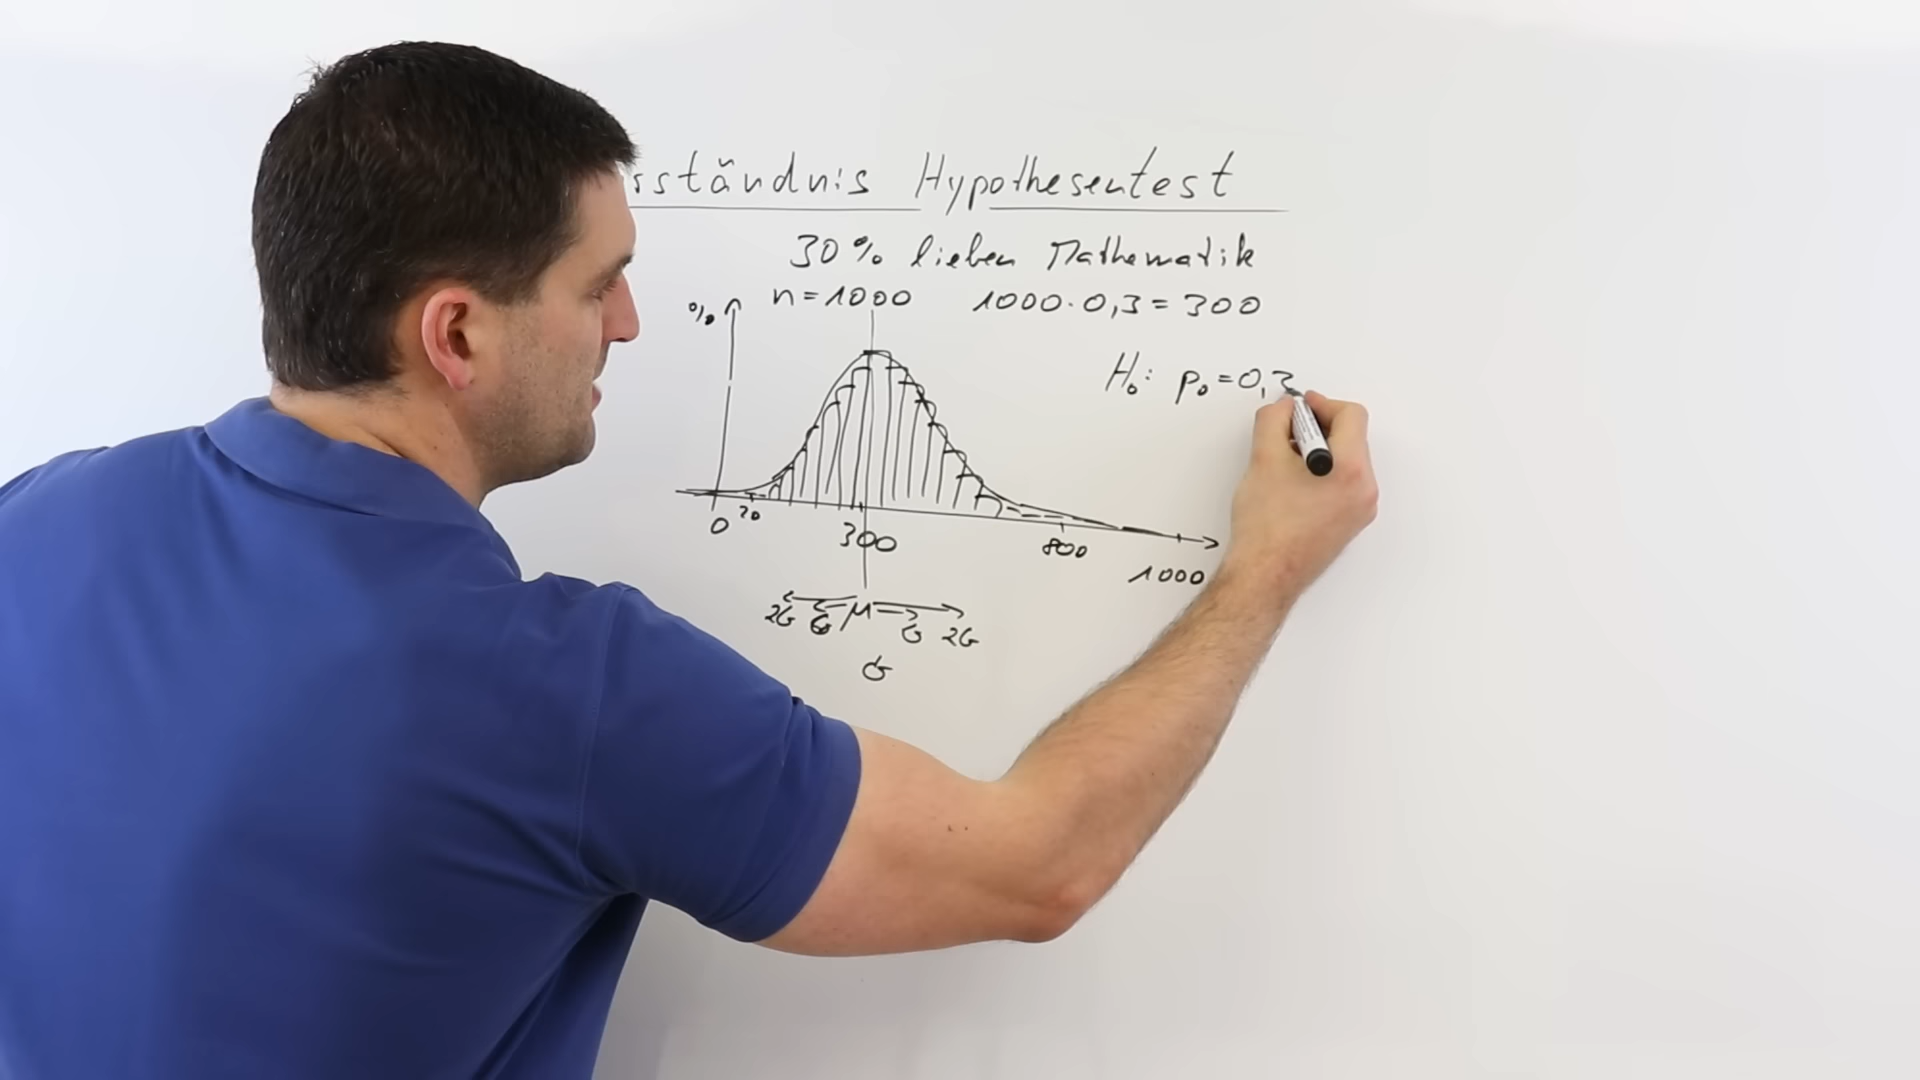 sständnis Hypothesentest
30% lieben Mathematik
n=1000 1000·0,3=300
%
H₀: p₀=0,3
0 20 300 800
1000
2σ σ μ σ 2σ
σ